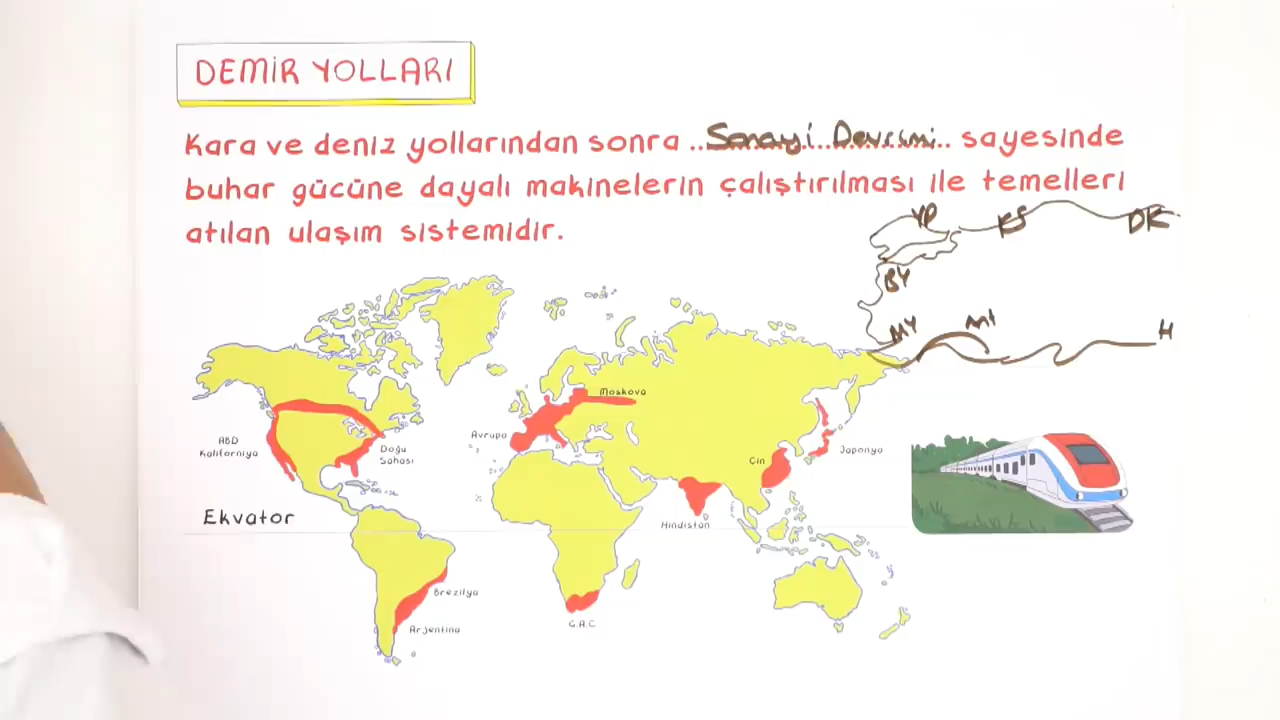 DEMİR YOLLARI
Kara ve deniz yollarından sonra ..Sanayi..Devrimi.. sayesinde
buhar gücüne dayalı makinelerin çalıştırılması ile temelleri
atılan ulaşım sistemidir.
YP
KS
DK
BY
MY
MI
H
Moskova
ABD
Kaliforniya
Doğu
Sahası
Avrupa
Çin
Japonya
Ekvator
Hindistan
Brezilya
Arjentina
G.A.C